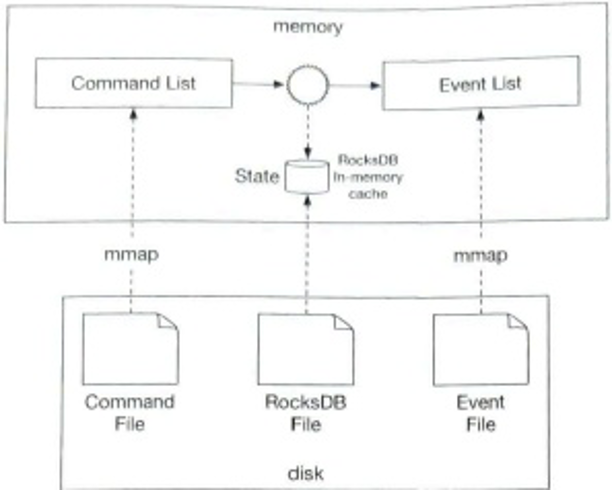 memory
Command List
Event List
State
RocksDB
In-memory
cache
mmap
mmap
Command
File
RocksDB
File
Event
File
disk